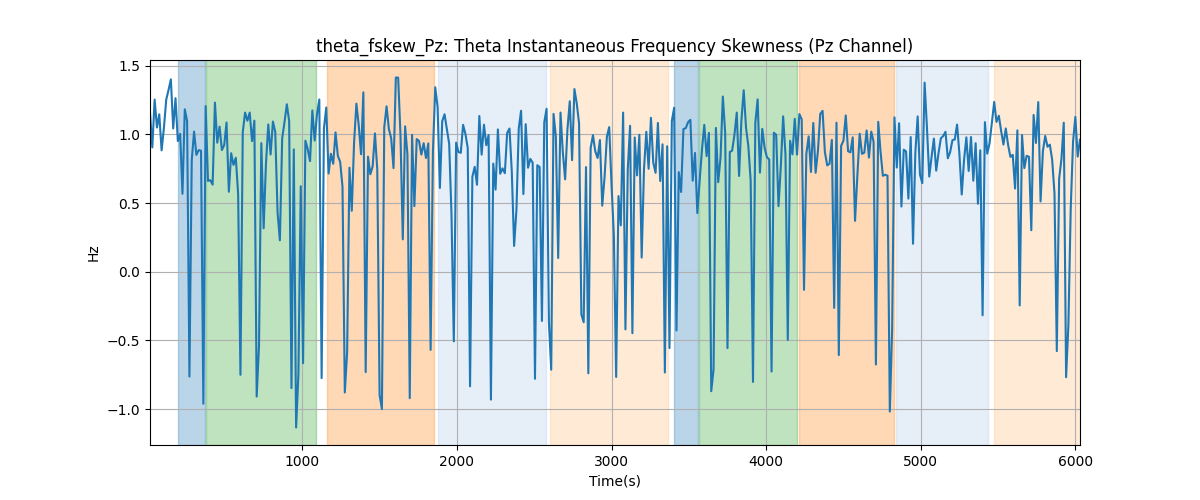 theta_fskew_Pz: Theta Instantaneous Frequency Skewness (Pz Channel)
1.5
1.0
0.5
0.0
−0.5
−1.0
Hz
1000 2000 3000 4000 5000 6000
Time(s)